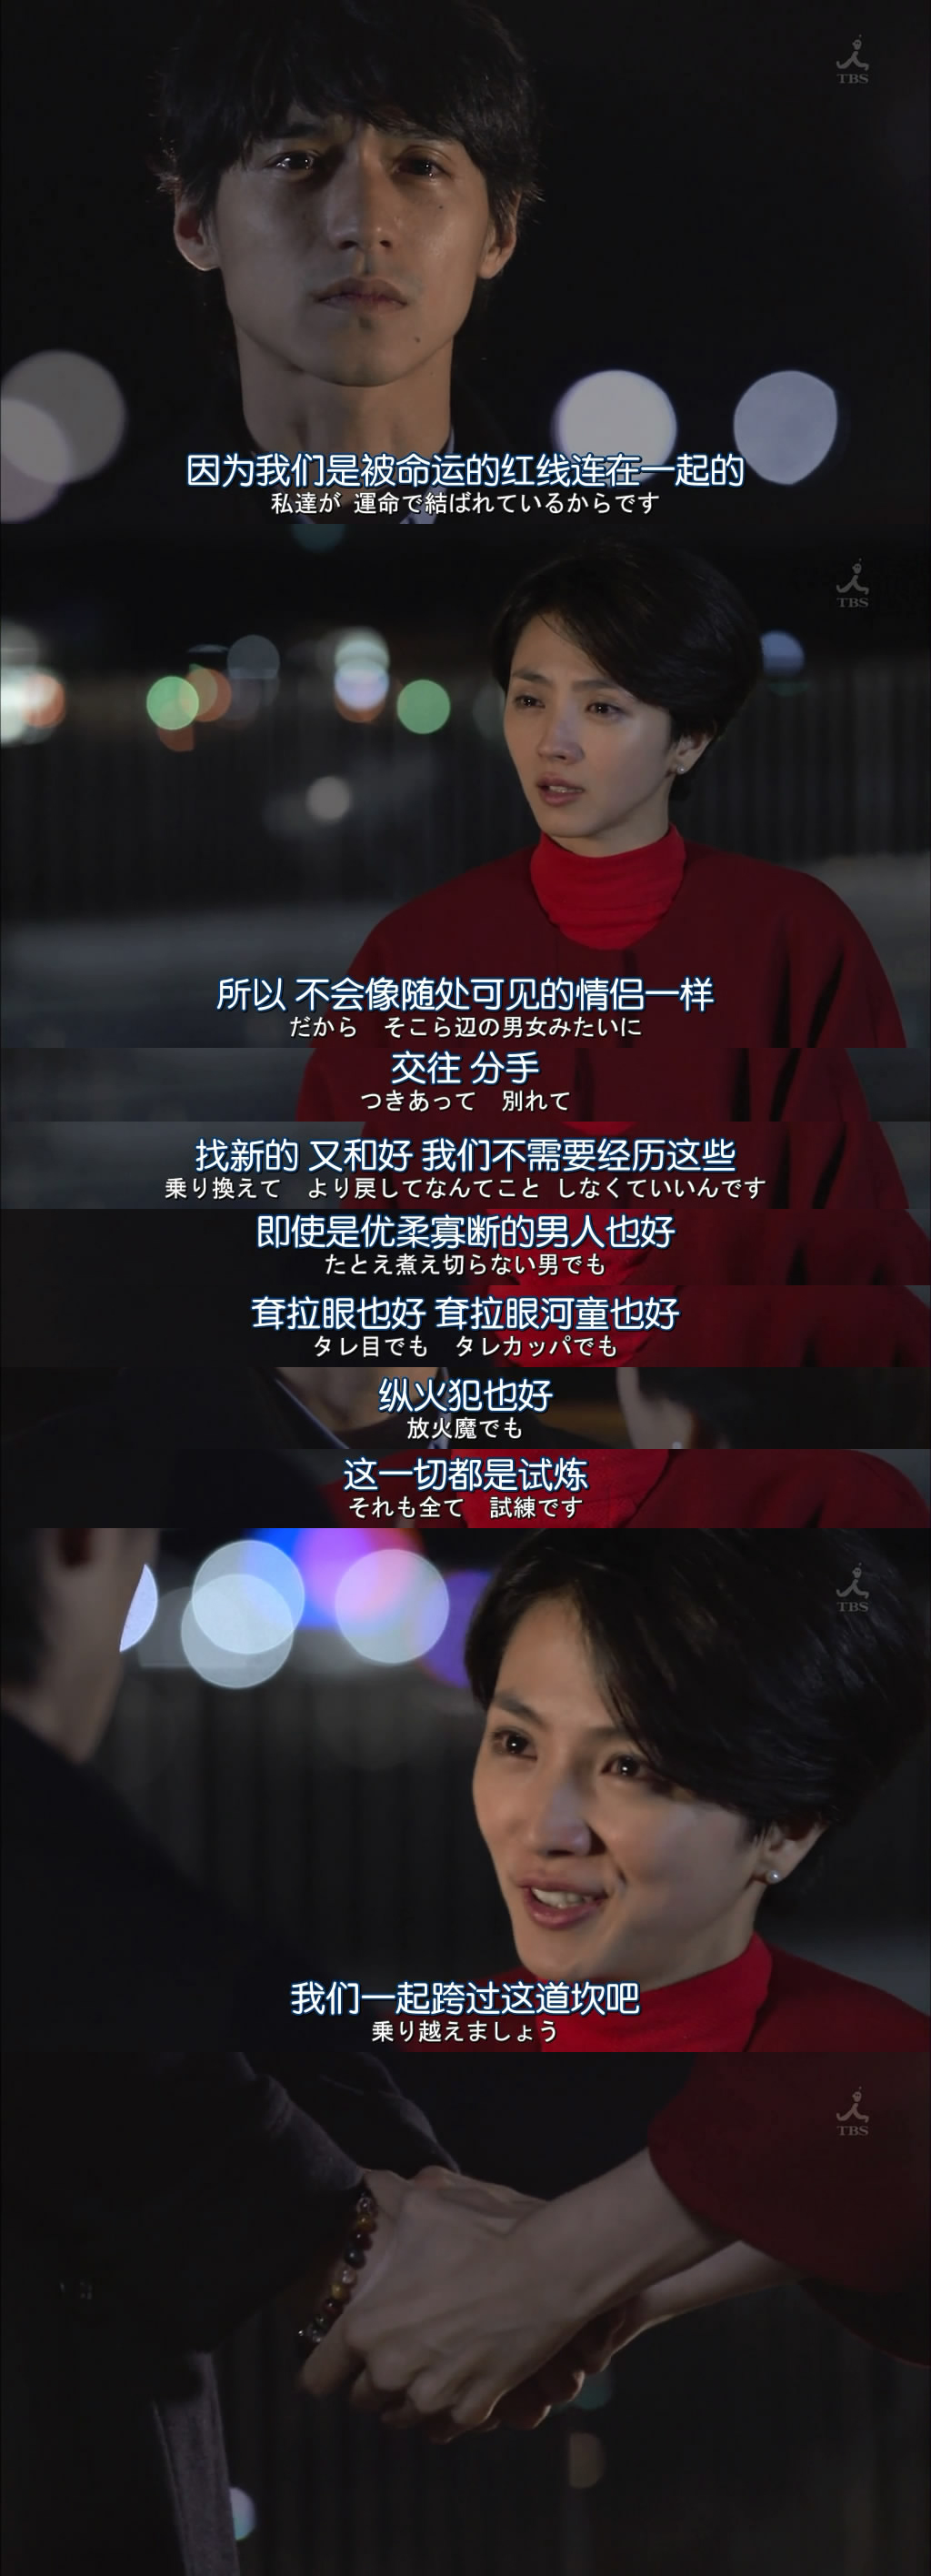 TBS
因为我们是被命运的红线连在一起的
私達が 運命で結ばれているからです
TBS
所以 不会像随处可见的情侣一样
だから そこら辺の男女みたいに
交往 分手
つきあって 別れて
找新的 又和好 我们不需要经历这些
乗り換えて より戻してなんてこと しなくていいんです
即使是优柔寡断的男人也好
たとえ煮え切らない男でも
耷拉眼也好 耷拉眼河童也好
タレ目でも タレカッパでも
纵火犯也好
放火魔でも
这一切都是试炼
それも全て 試練です
TBS
我们一起跨过这道坎吧
乗り越えましょう
TBS